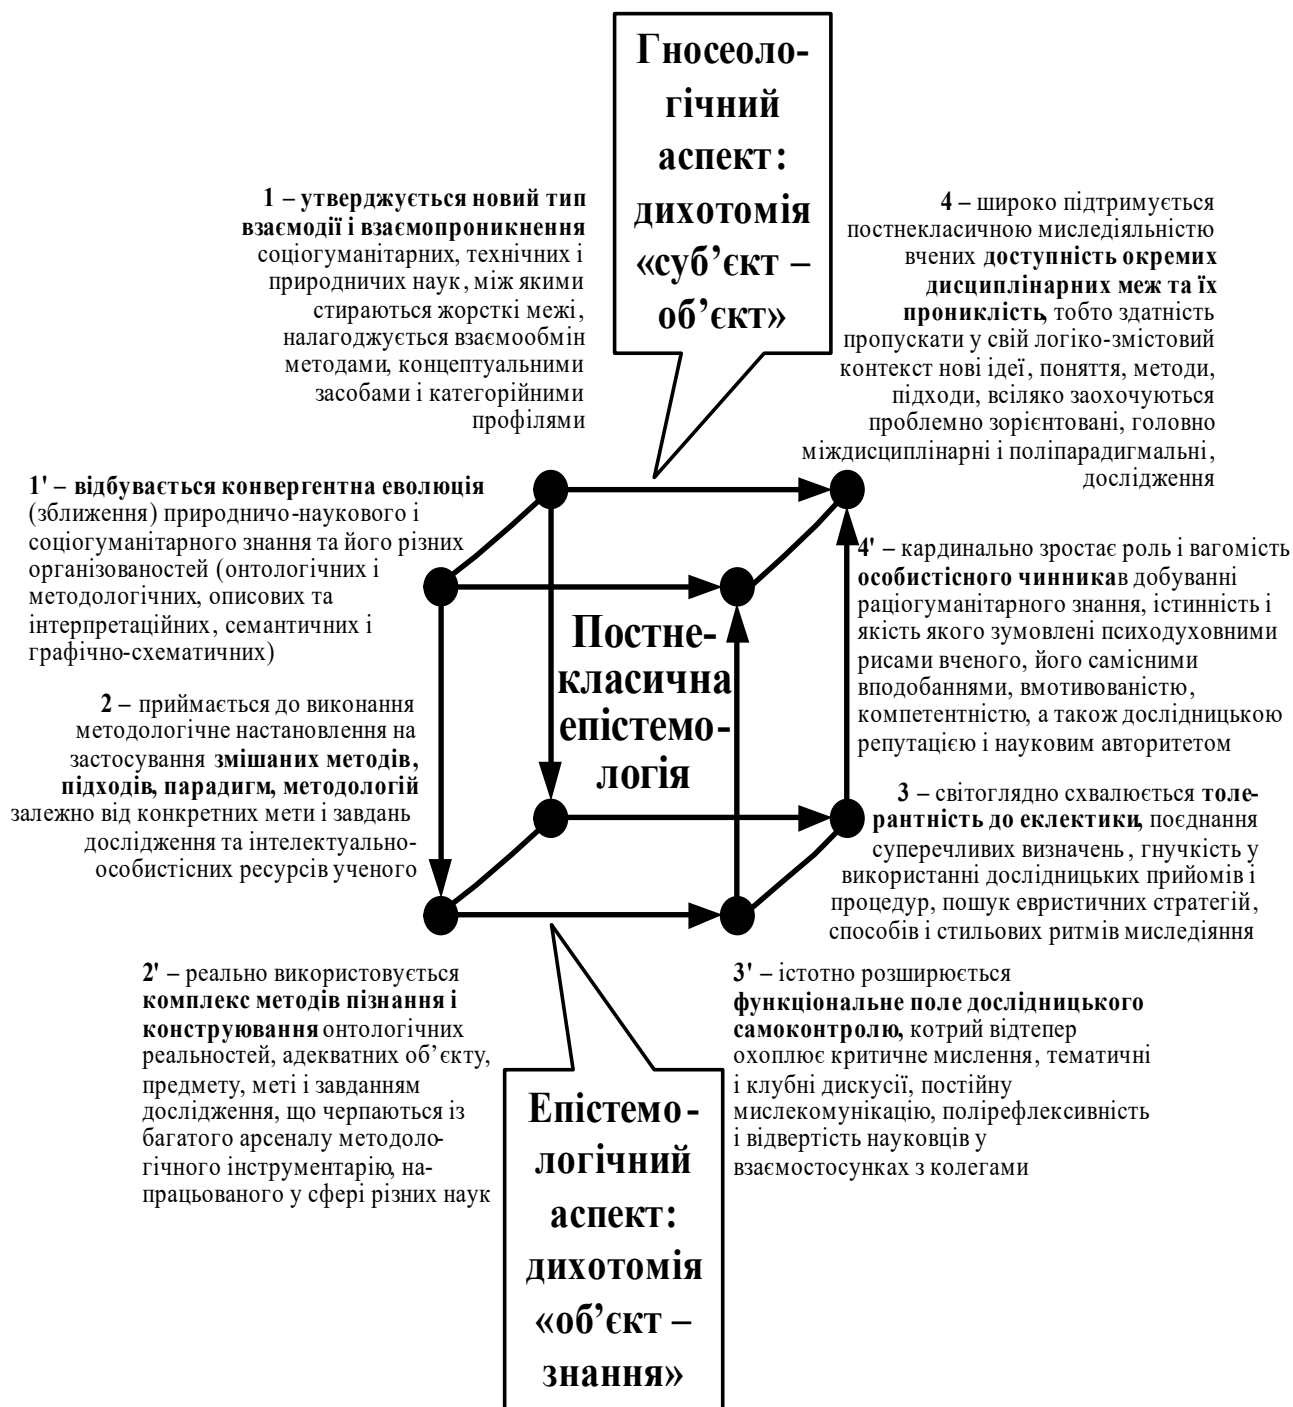 Гносеоло-
гічний
аспект:
дихотомія
«суб’єкт –
об’єкт»
1 – утверджується новий тип
взаємодії і взаємопроникнення
соціогуманітарних, технічних і
природничих наук, між якими
стираються жорсткі межі,
налагоджується взаємообмін
методами, концептуальними
засобами і категорійними
профілями
4 – широко підтримується
постнекласичною миследіяльністю
вчених доступність окремих
дисциплінарних меж та їх
проникність, тобто здатність
пропускати у свій логіко-змістовий
контекст нові ідеї, поняття, методи,
підходи, всіляко заохочуються
проблемно зорієнтовані, головно
міждисциплінарні і поліпарадигмальні,
дослідження
1' – відбувається конвергентна еволюція
(зближення) природничо-наукового і
соціогуманітарного знання та його різних
організованостей (онтологічних і
методологічних, описових та
інтерпретаційних, семантичних і
графічно-схематичних)
4' – кардинально зростає роль і вагомість
особистісного чинникав добуванні
раціогуманітарного знання, істинність і
якість якого зумовлені психодуховними
рисами вченого, його самісними
вподобаннями, вмотивованістю,
компетентністю, а також дослідницькою
репутацією і науковим авторитетом
Постне-
класична
епістемо-
логія
2 – приймається до виконання
методологічне настановлення на
застосування змішаних методів,
підходів, парадигм, методологій
залежно від конкретних мети і завдань
дослідження та інтелектуально-
особистісних ресурсів ученого
3 – світоглядно схвалюється толе-
рантність до еклектики, поєднання
суперечливих визначень, гнучкість у
використанні дослідницьких прийомів і
процедур, пошук евристичних стратегій,
способів і стильових ритмів миследіяння
2' – реально використовується
комплекс методів пізнання і
конструювання онтологічних
реальностей, адекватних об’єкту,
предмету, меті і завданням
дослідження, що черпаються із
багатого арсеналу методоло-
гічного інструментарію, на-
працьованого у сфері різних наук
3' – істотно розширюється
функціональне поле дослідницького
самоконтролю, котрий відтепер
охоплює критичне мислення, тематичні
і клубні дискусії, постійну
мислекомунікацію, полірефлексивність
і відвертість науковців у
взаємостосунках з колегами
Епістемо-
логічний
аспект:
дихотомія
«об’єкт –
знання»